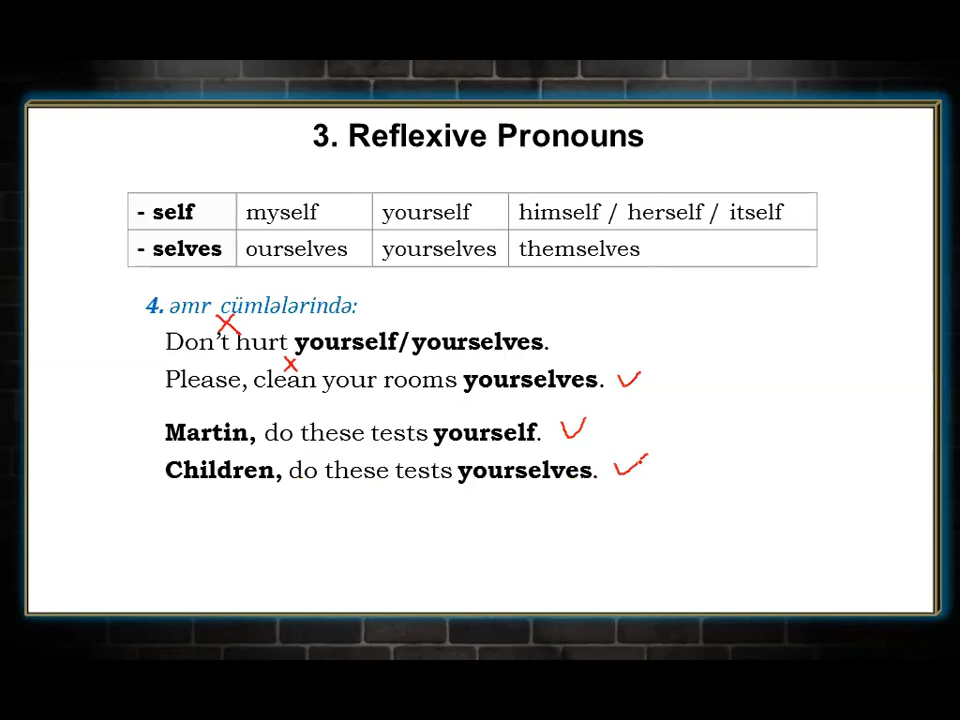 3. Reflexive Pronouns
- self myself yourself himself / herself / itself
- selves ourselves yourselves themselves
4. əmr cümlələrində:
Don't hurt yourself/yourselves.
Please, clean your rooms yourselves.
Martin, do these tests yourself.
Children, do these tests yourselves.